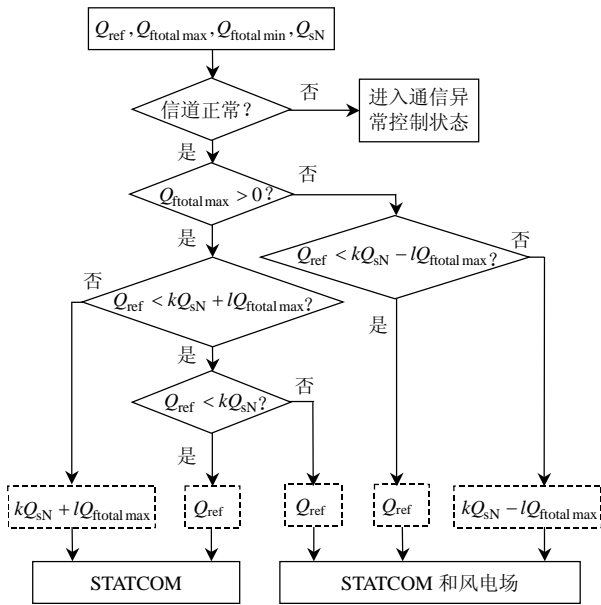 Q_ref, Q_ftotal max, Q_ftotal min, Q_sN
信道正常?
否
进入通信异
常控制状态
是
Q_ftotal max > 0?
否
是
Q_ref < kQ_sN − lQ_ftotal max?
否
否
Q_ref < kQ_sN + lQ_ftotal max?
是
是
Q_ref < kQ_sN?
否
是
kQ_sN + lQ_ftotal max
Q_ref
Q_ref
Q_ref
kQ_sN − lQ_ftotal max
STATCOM
STATCOM 和风电场